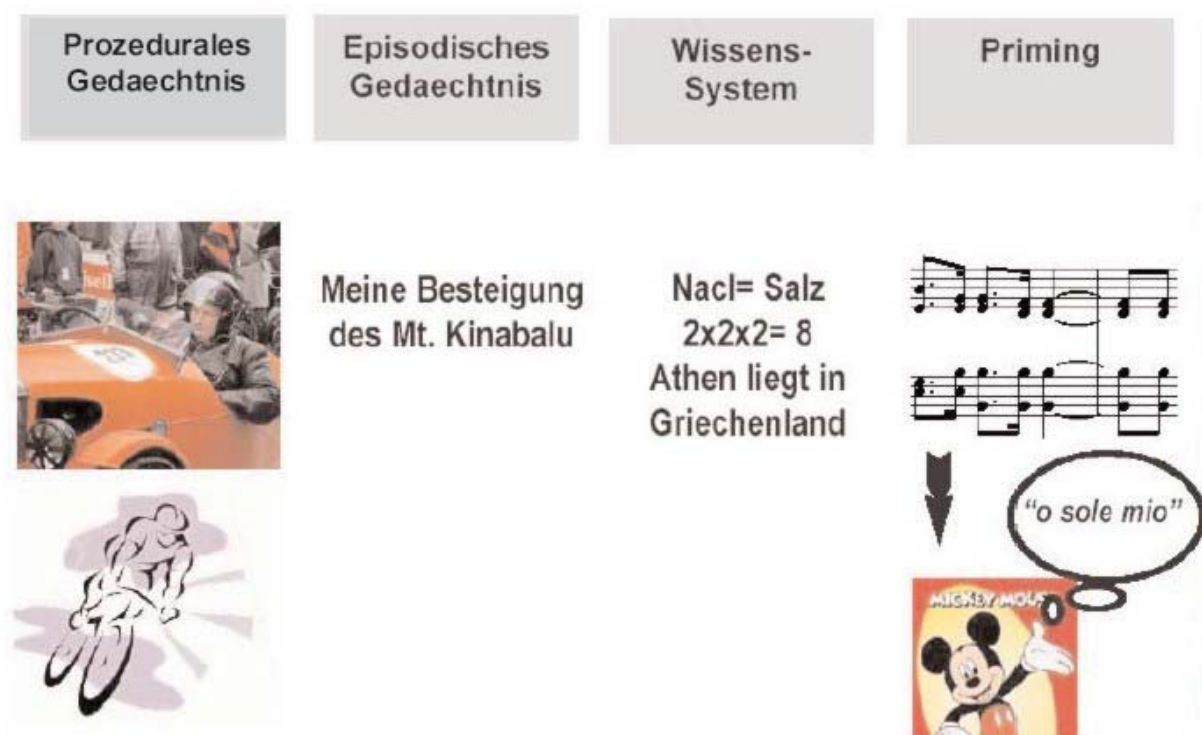 Prozedurales
Gedaechtnis
Episodisches
Gedaechtnis
Wissens-
System
Priming
Meine Besteigung
des Mt. Kinabalu
Nacl= Salz
2x2x2= 8
Athen liegt in
Griechenland
"o sole mio"
MICKEY MOUSE